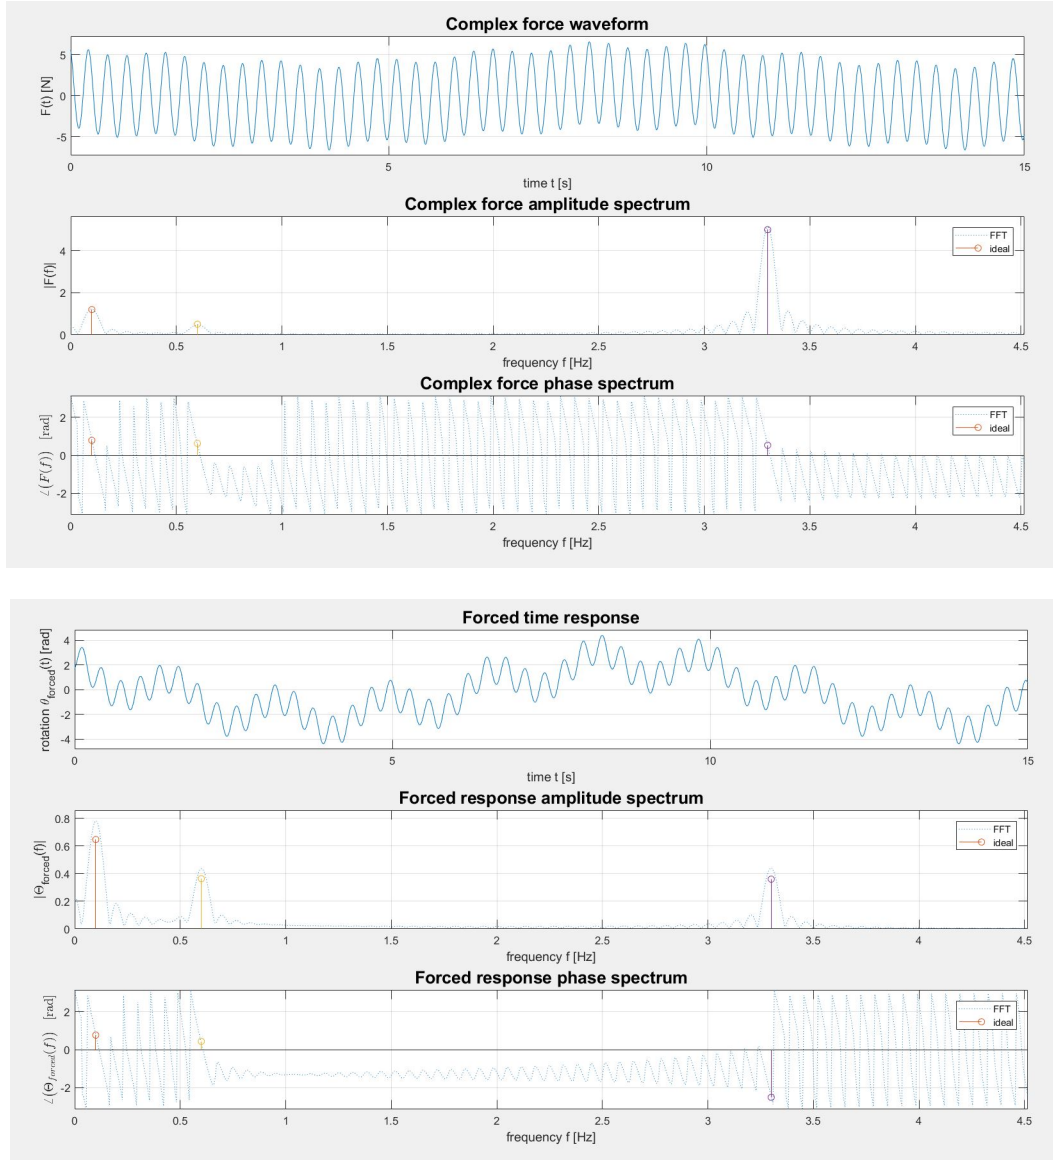 Complex force waveform
F(t) [N]
5
0
-5
0 5 10 15
time t [s]
Complex force amplitude spectrum
|F(f)|
4
2
0
FFT
ideal
0 0.5 1 1.5 2 2.5 3 3.5 4 4.5
frequency f [Hz]
Complex force phase spectrum
∠(F(f)) [rad]
2
0
-2
FFT
ideal
0 0.5 1 1.5 2 2.5 3 3.5 4 4.5
frequency f [Hz]
Forced time response
rotation θforced(t) [rad]
4
2
0
-2
-4
0 5 10 15
time t [s]
Forced response amplitude spectrum
|Θforced(f)|
0.8
0.6
0.4
0.2
0
FFT
ideal
0 0.5 1 1.5 2 2.5 3 3.5 4 4.5
frequency f [Hz]
Forced response phase spectrum
∠(Θforced(f)) [rad]
2
0
-2
FFT
ideal
0 0.5 1 1.5 2 2.5 3 3.5 4 4.5
frequency f [Hz]